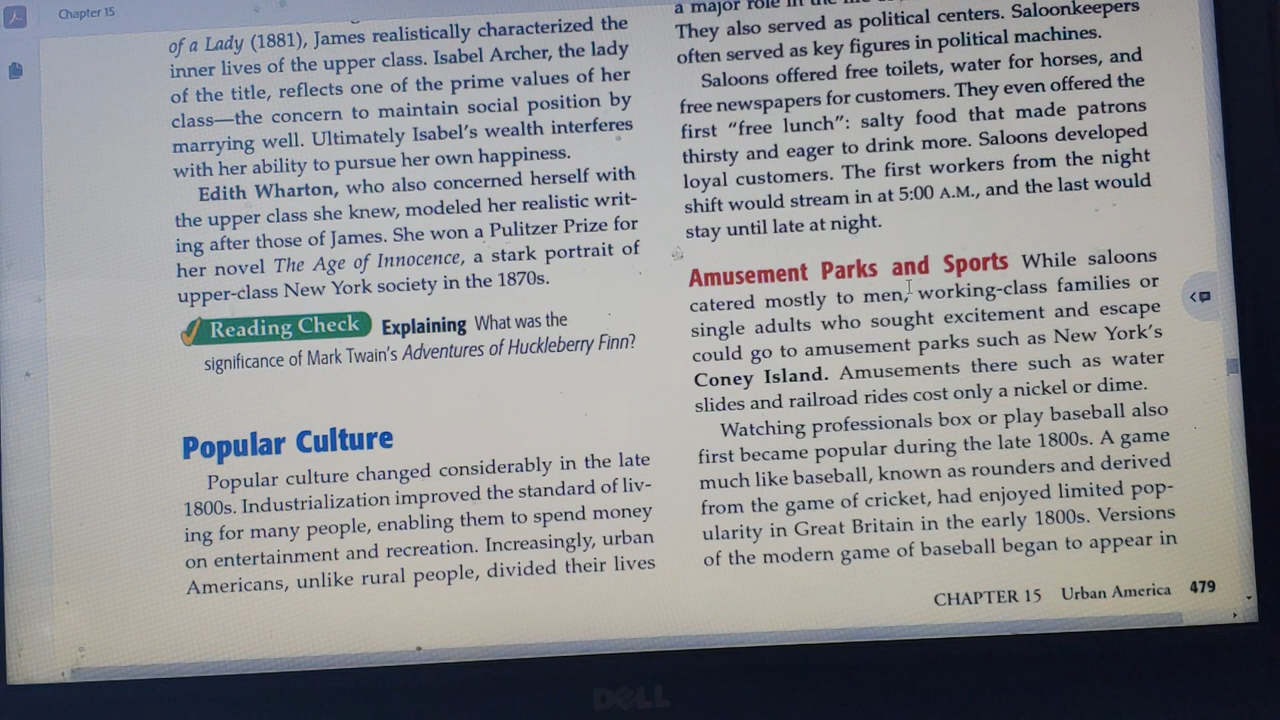 Chapter 15
of a Lady (1881), James realistically characterized the
inner lives of the upper class. Isabel Archer, the lady
of the title, reflects one of the prime values of her
class—the concern to maintain social position by
marrying well. Ultimately Isabel's wealth interferes
with her ability to pursue her own happiness.
Edith Wharton, who also concerned herself with
the upper class she knew, modeled her realistic writ-
ing after those of James. She won a Pulitzer Prize for
her novel The Age of Innocence, a stark portrait of
upper-class New York society in the 1870s.
Reading Check Explaining What was the
significance of Mark Twain's Adventures of Huckleberry Finn?
Popular Culture
Popular culture changed considerably in the late
1800s. Industrialization improved the standard of liv-
ing for many people, enabling them to spend money
on entertainment and recreation. Increasingly, urban
Americans, unlike rural people, divided their lives
a major role in the
They also served as political centers. Saloonkeepers
often served as key figures in political machines.
Saloons offered free toilets, water for horses, and
free newspapers for customers. They even offered the
first "free lunch": salty food that made patrons
thirsty and eager to drink more. Saloons developed
loyal customers. The first workers from the night
shift would stream in at 5:00 A.M., and the last would
stay until late at night.
Amusement Parks and Sports While saloons
catered mostly to men, working-class families or
single adults who sought excitement and escape
could go to amusement parks such as New York's
Coney Island. Amusements there such as water
slides and railroad rides cost only a nickel or dime.
Watching professionals box or play baseball also
first became popular during the late 1800s. A game
much like baseball, known as rounders and derived
from the game of cricket, had enjoyed limited pop-
ularity in Great Britain in the early 1800s. Versions
of the modern game of baseball began to appear in
CHAPTER 15 Urban America 479
DELL